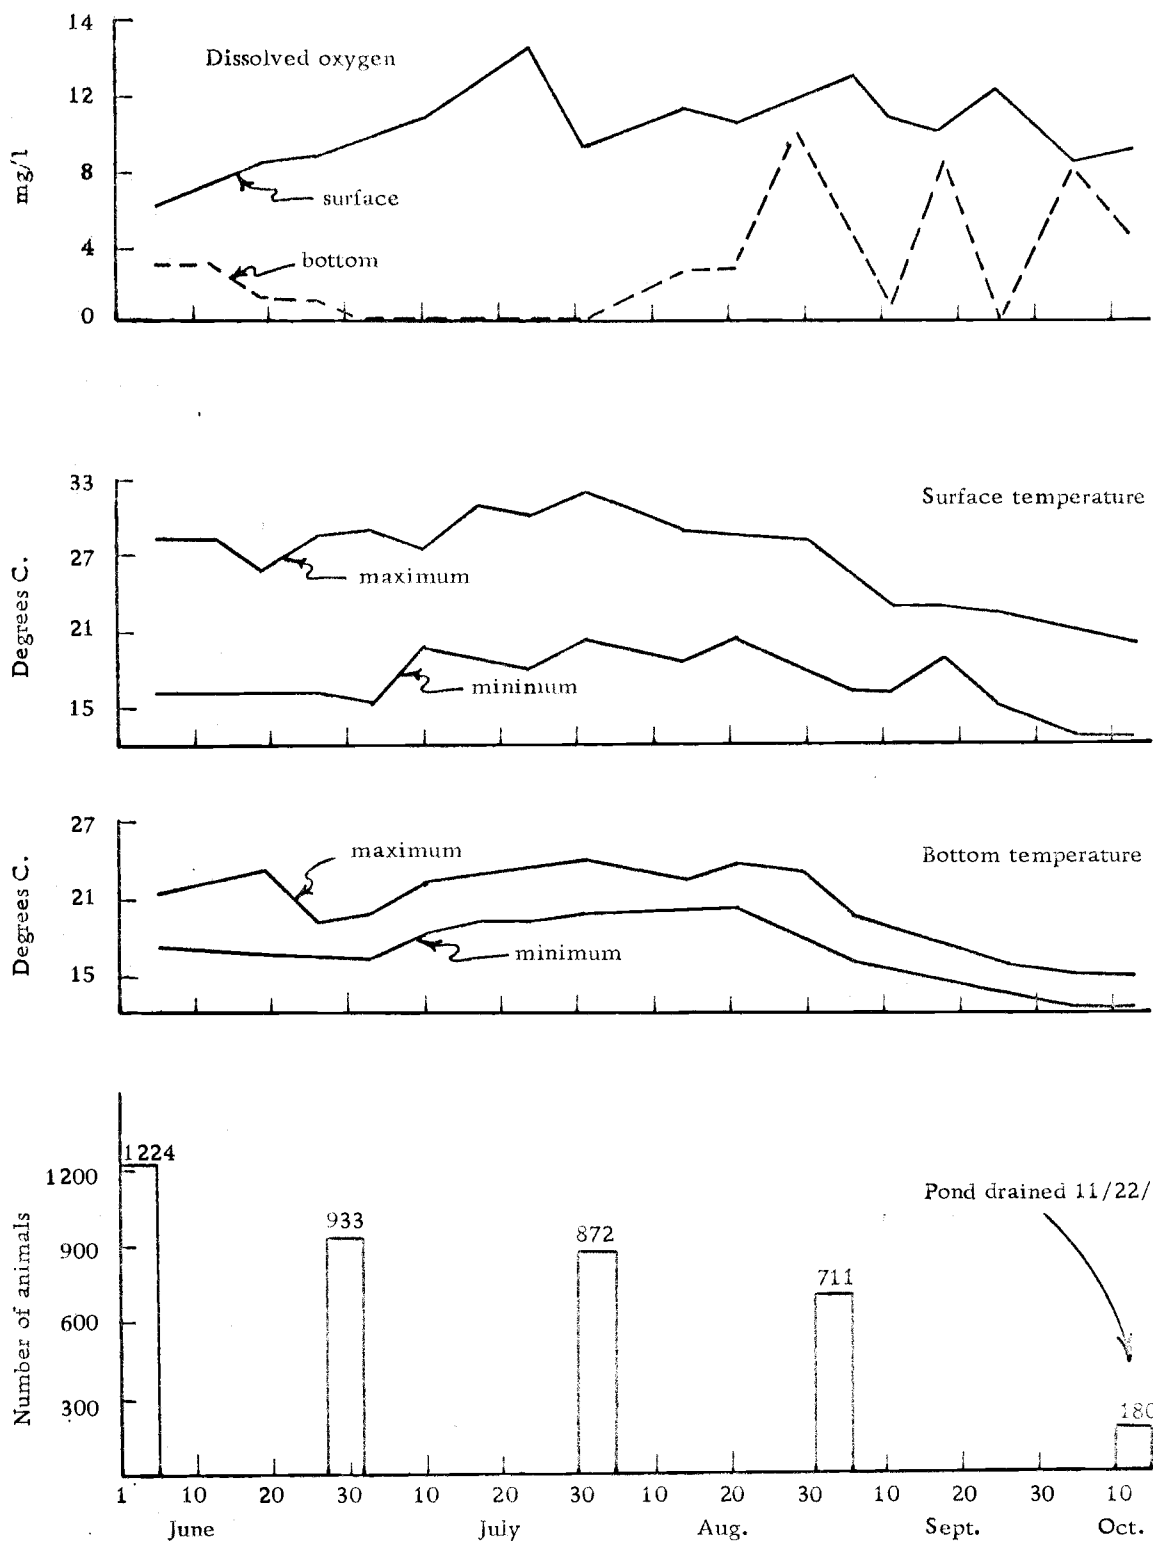 14
Dissolved oxygen
12
mg/l
8
surface
4
bottom
0
33
Surface temperature
Degrees C.
27
maximum
21
minimum
15
27
maximum
Bottom temperature
Degrees C.
21
minimum
15
1224
1200
Pond drained 11/22/
933
872
900
711
Number of animals
600
300
180
1 10 20 30 10 20 30 10 20 30 10 20 30 10
June July Aug. Sept. Oct.